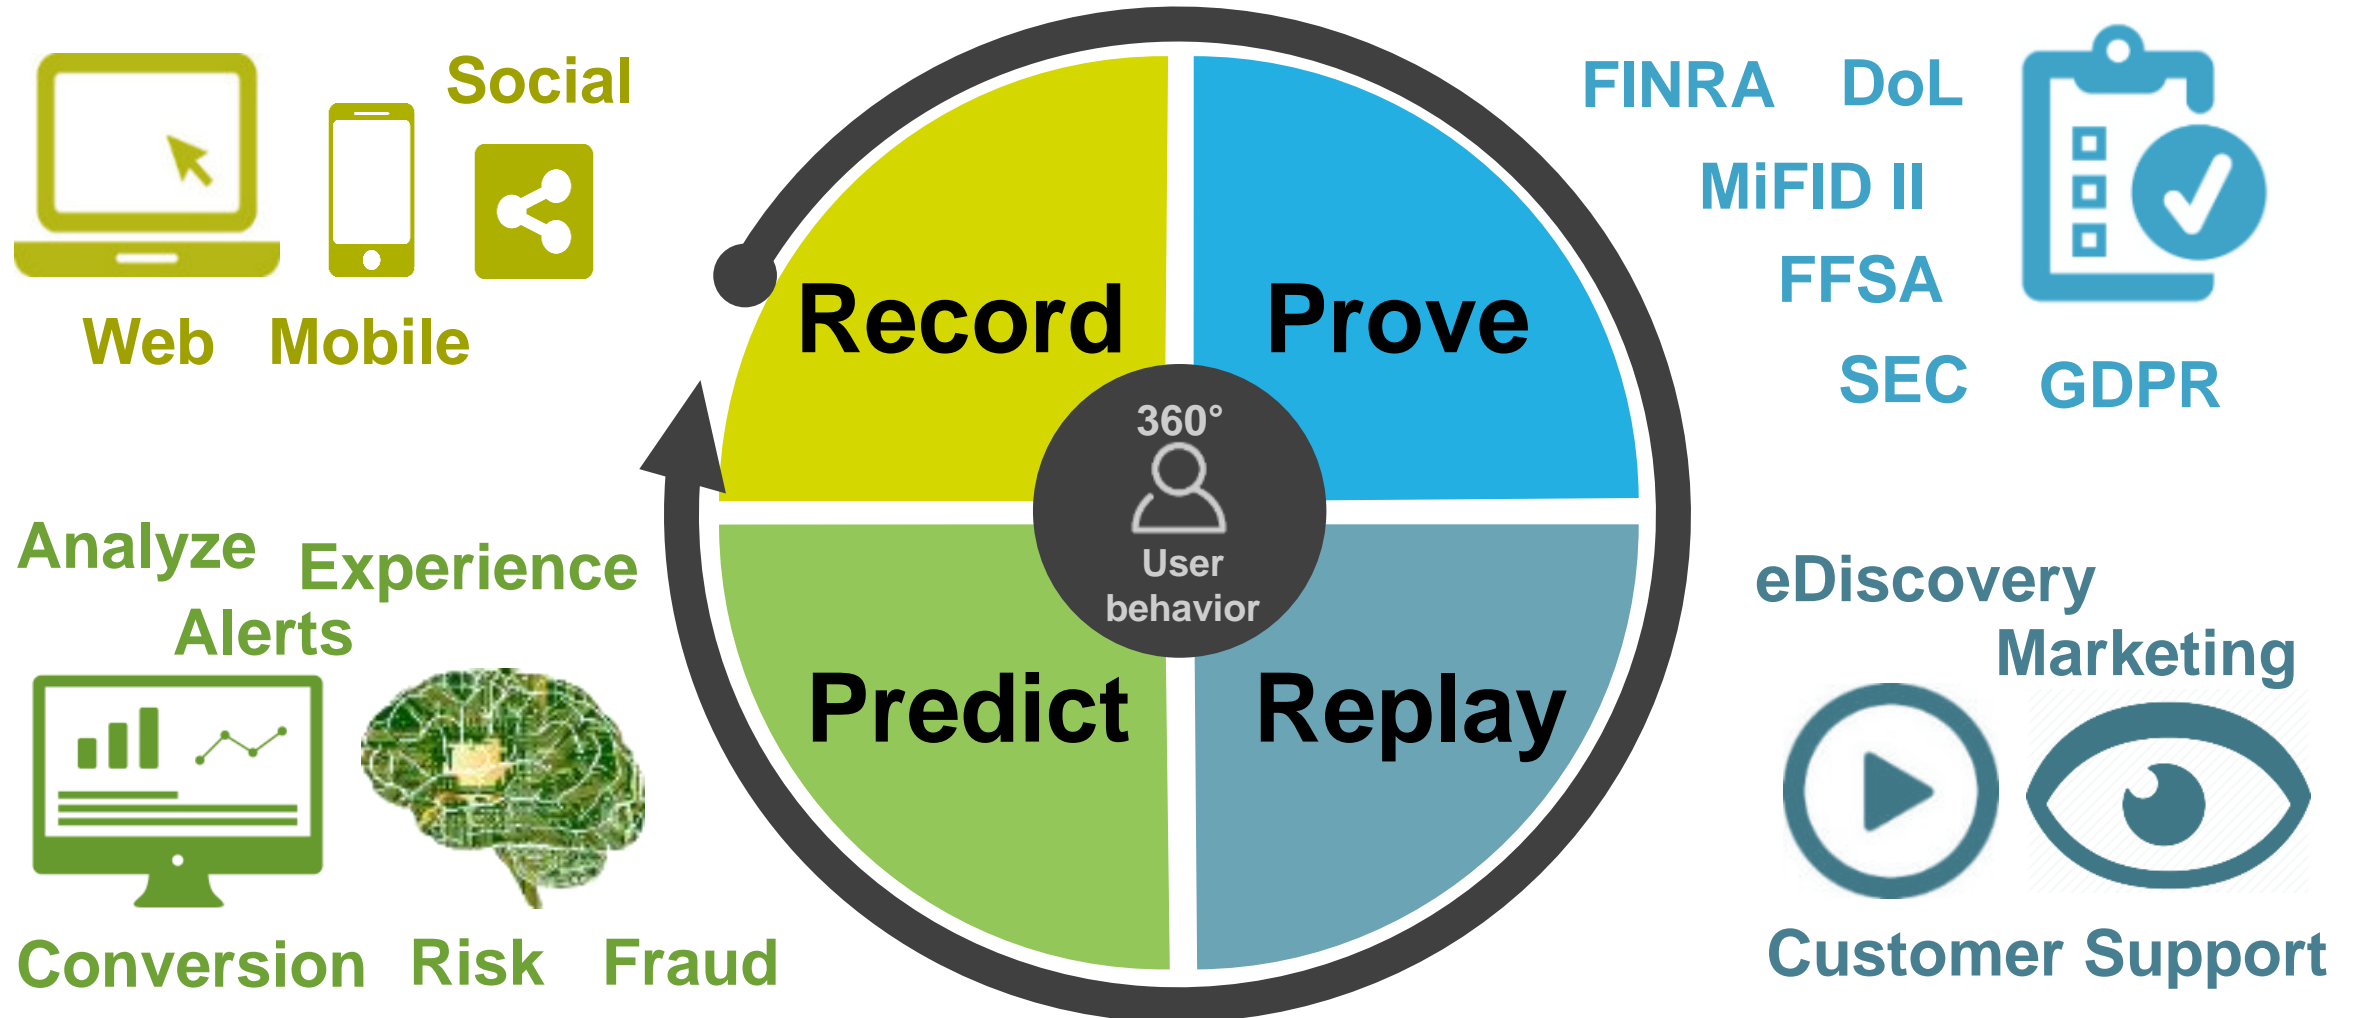 Social
Web Mobile
Record
Prove
FINRA DoL
MiFID II
FFSA
SEC GDPR
360°
User
behavior
Analyze Experience
Alerts
Conversion Risk Fraud
Predict
Replay
eDiscovery
Marketing
Customer Support